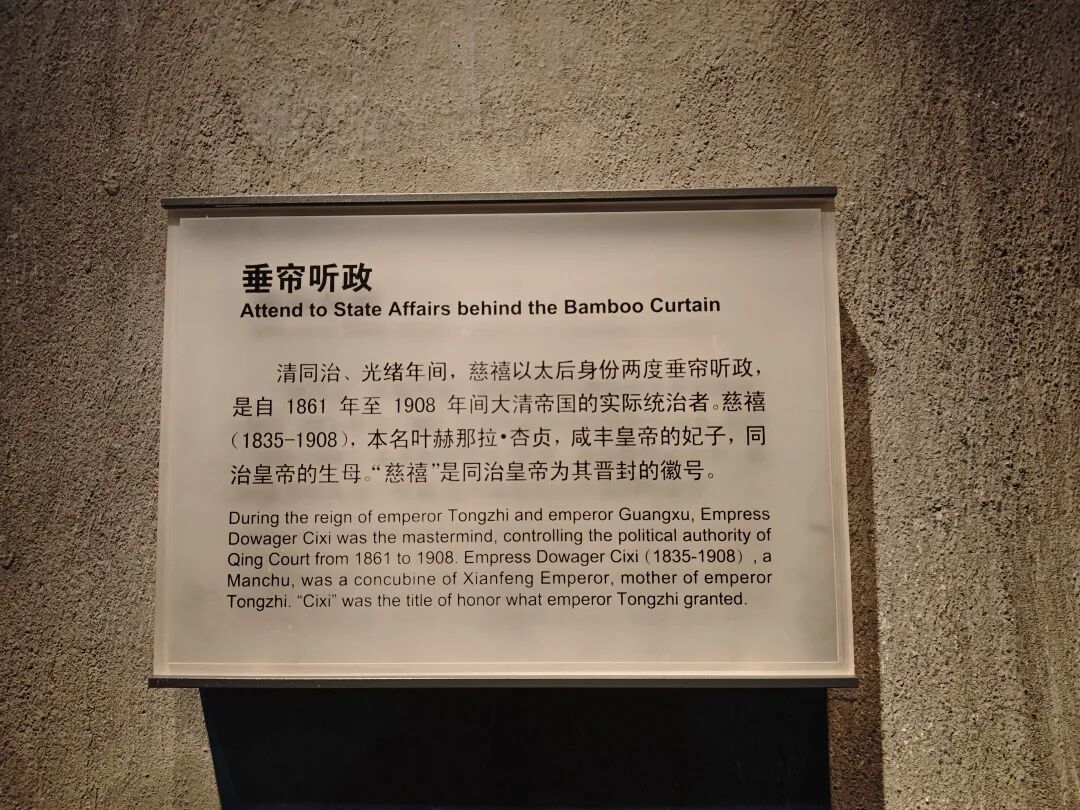 垂帘听政
Attend to State Affairs behind the Bamboo Curtain
清同治、光绪年间，慈禧以太后身份两度垂帘听政，
是自 1861 年至 1908 年间大清帝国的实际统治者。慈禧
（1835-1908），本名叶赫那拉•杏贞，咸丰皇帝的妃子，同
治皇帝的生母。“慈禧”是同治皇帝为其晋封的徽号。
During the reign of emperor Tongzhi and emperor Guangxu, Empress
Dowager Cixi was the mastermind, controlling the political authority of
Qing Court from 1861 to 1908. Empress Dowager Cixi（1835-1908）, a
Manchu, was a concubine of Xianfeng Emperor, mother of emperor
Tongzhi. “Cixi” was the title of honor what emperor Tongzhi granted.